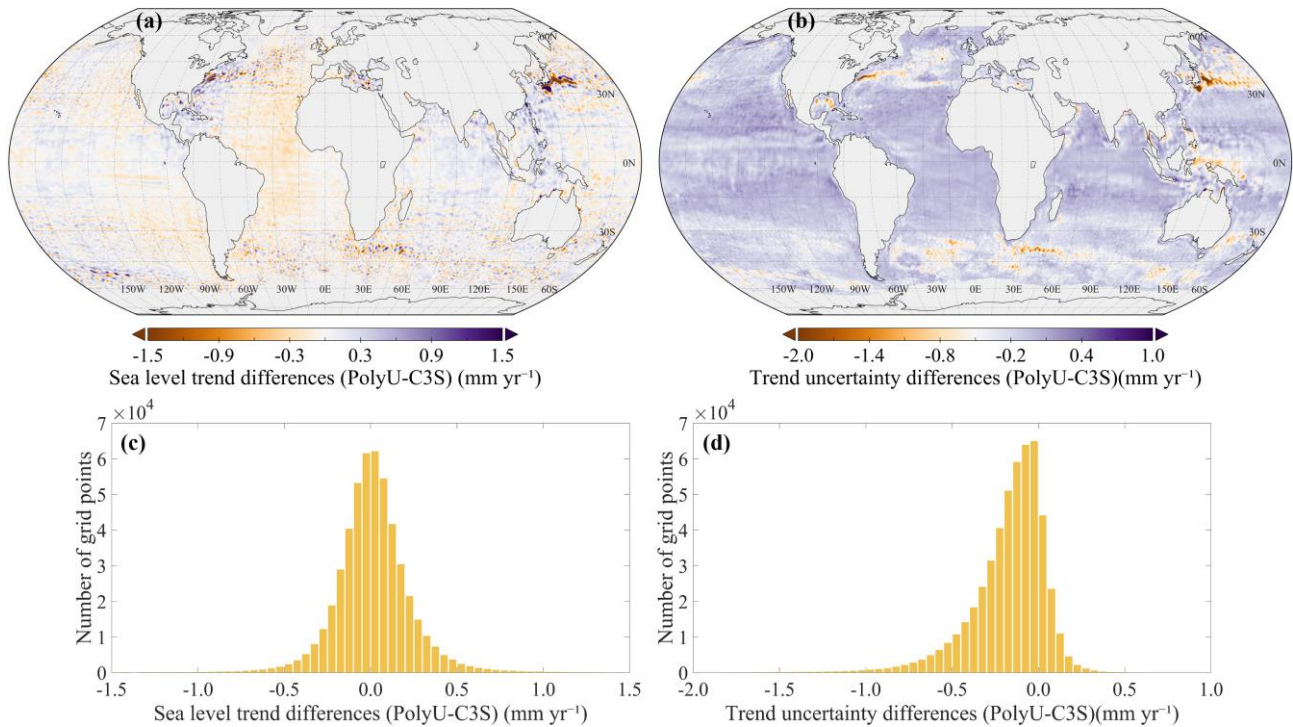 (a)
60N
30N
0N
30S
150W 120W 90W 60W 30W 0E 30E 60E 90E 120E 150E 60S
-1.5 -0.9 -0.3 0.3 0.9 1.5
Sea level trend differences (PolyU-C3S) (mm yr⁻¹)
(b)
60N
30N
0N
30S
150W 120W 90W 60W 30W 0E 30E 60E 90E 120E 150E 60S
-2.0 -1.4 -0.8 -0.2 0.4 1.0
Trend uncertainty differences (PolyU-C3S)(mm yr⁻¹)
×10⁴
(c)
Number of grid points
7
6
5
4
3
2
1
0
-1.5 -1.0 -0.5 0.0 0.5 1.0 1.5
Sea level trend differences (PolyU-C3S) (mm yr⁻¹)
×10⁴
(d)
Number of grid points
7
6
5
4
3
2
1
0
-2.0 -1.5 -1.0 -0.5 0.0 0.5 1.0
Trend uncertainty differences (PolyU-C3S)(mm yr⁻¹)